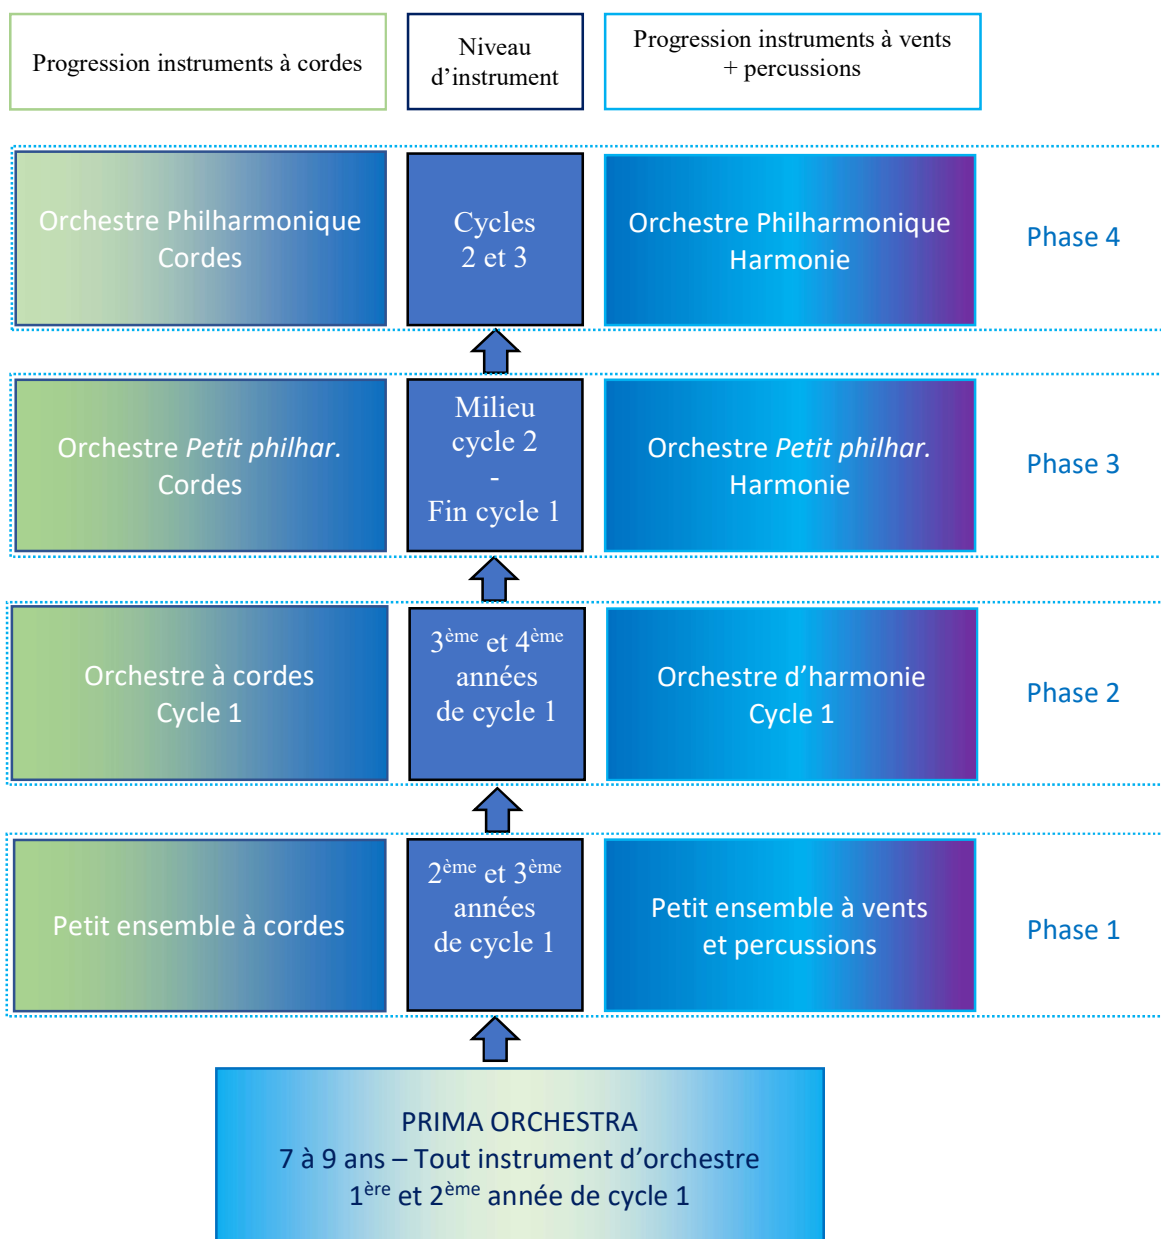 Progression instruments à cordes
Niveau
d’instrument
Progression instruments à vents
+ percussions
Orchestre Philharmonique
Cordes
Cycles
2 et 3
Orchestre Philharmonique
Harmonie
Phase 4
Orchestre Petit philhar.
Cordes
Milieu
cycle 2
-
Fin cycle 1
Orchestre Petit philhar.
Harmonie
Phase 3
Orchestre à cordes
Cycle 1
3ème et 4ème
années
de cycle 1
Orchestre d’harmonie
Cycle 1
Phase 2
Petit ensemble à cordes
2ème et 3ème
années
de cycle 1
Petit ensemble à vents
et percussions
Phase 1
PRIMA ORCHESTRA
7 à 9 ans – Tout instrument d’orchestre
1ère et 2ème année de cycle 1